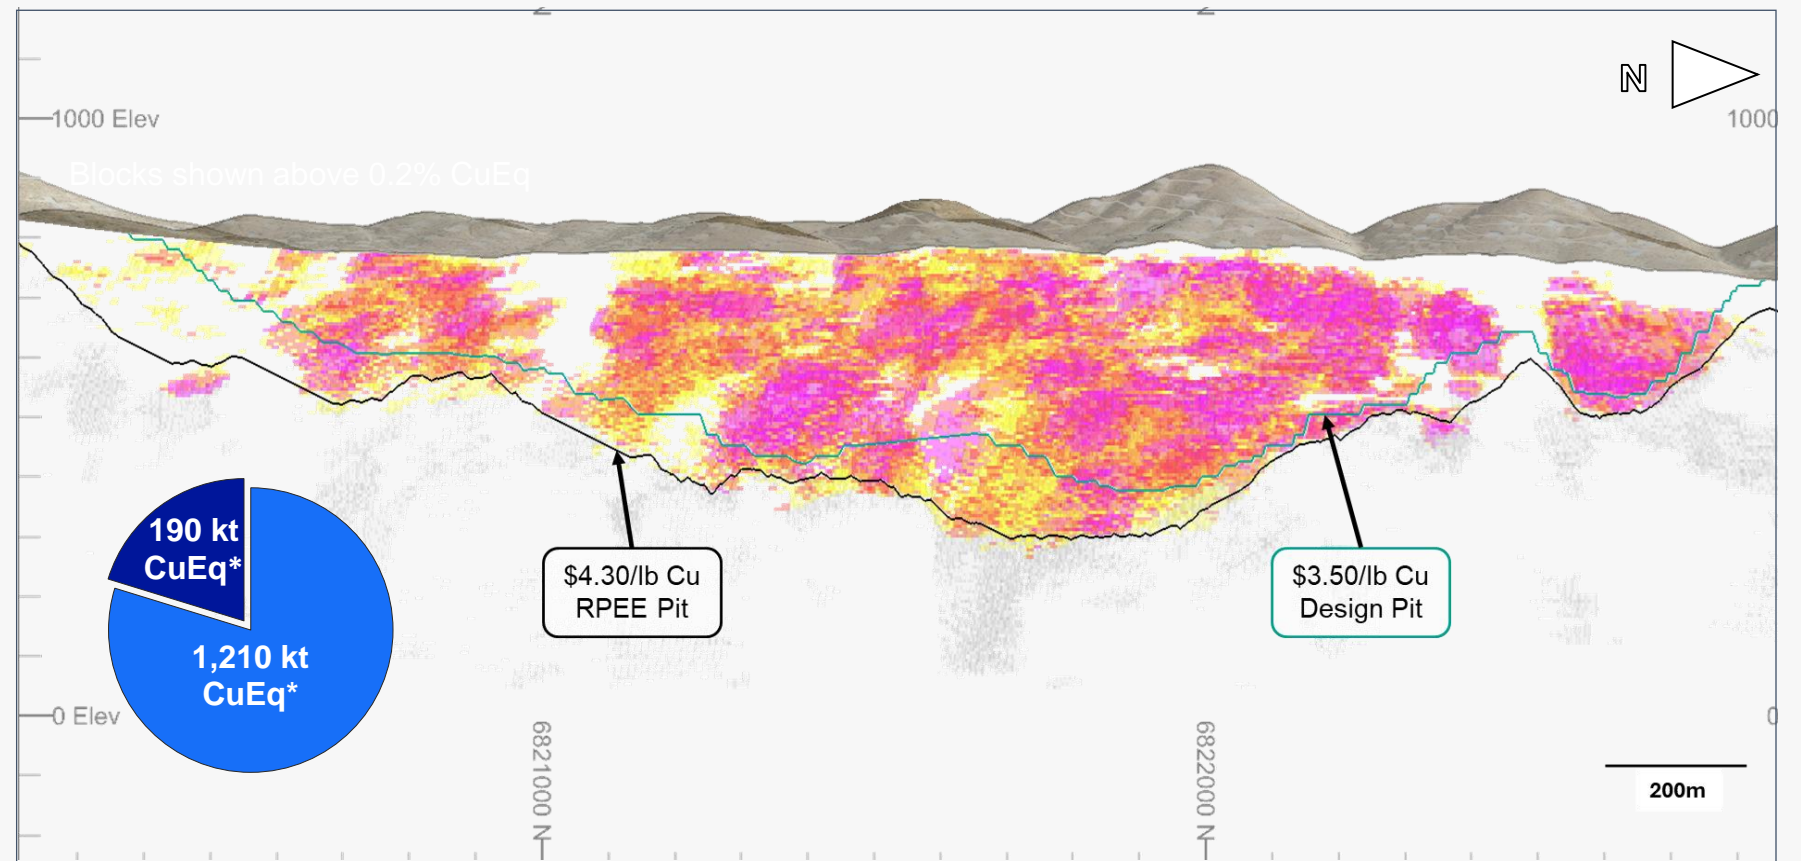 N
1000 Elev
1000
Blocks shown above 0.2% CuEq
190 kt
CuEq*
1,210 kt
CuEq*
$4.30/lb Cu
RPEE Pit
$3.50/lb Cu
Design Pit
0 Elev
0
6821000 N
6822000 N
200m